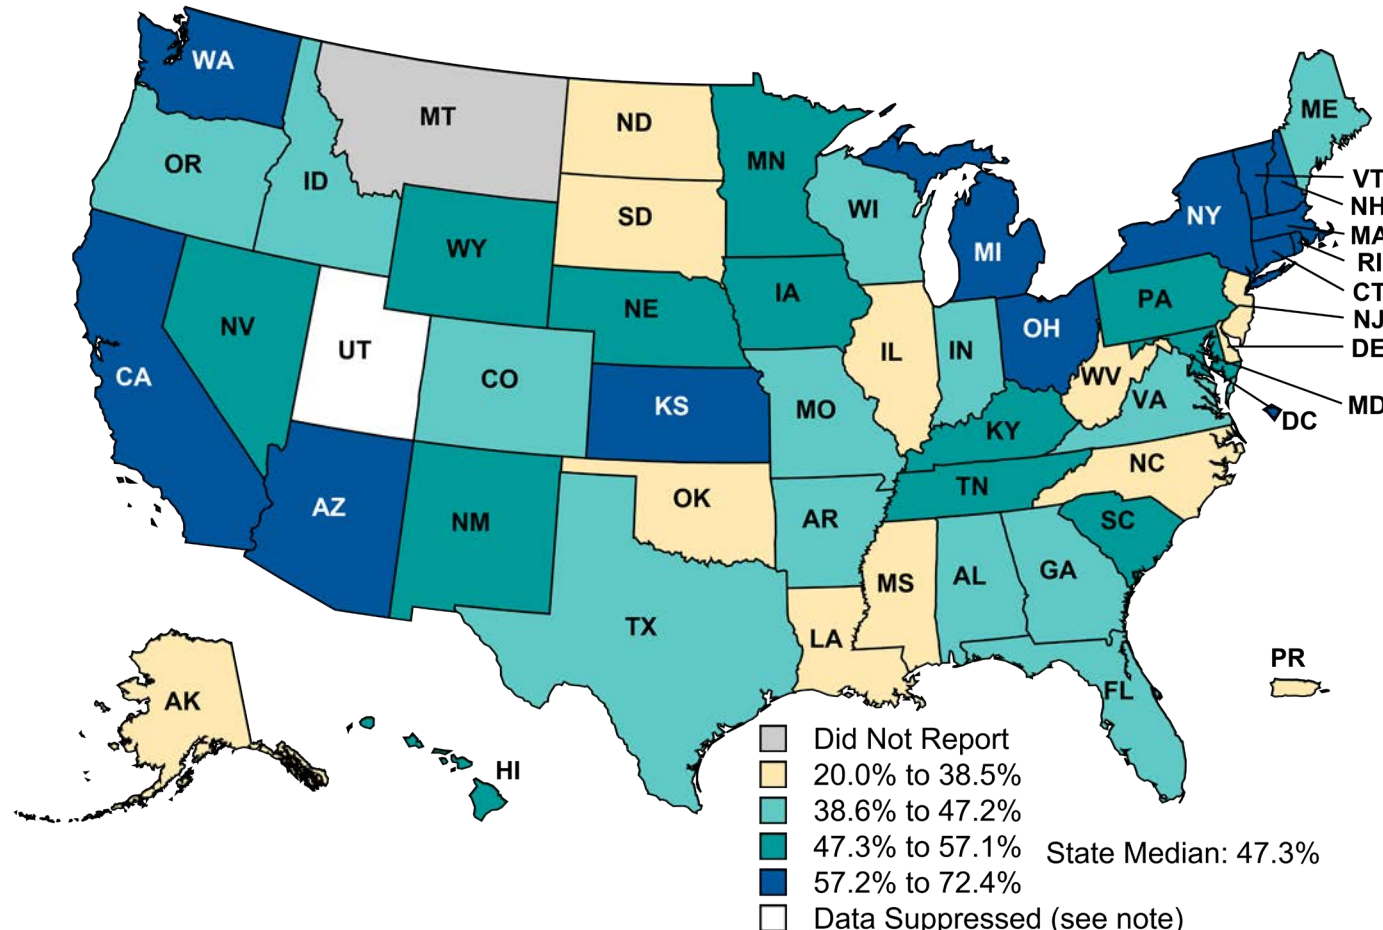 WA
MT
ND
MN
ME
OR
ID
SD
WI
VT
NH
NY
MA
WY
MI
RI
IA
PA
CT
NE
NV
NJ
OH
DE
UT
IL
IN
CA
CO
WV
KS
VA
MO
MD
DC
KY
NC
TN
OK
AZ
NM
AR
SC
MS
AL
GA
TX
LA
PR
FL
AK
HI
Did Not Report
20.0% to 38.5%
38.6% to 47.2%
47.3% to 57.1%
State Median: 47.3%
57.2% to 72.4%
Data Suppressed (see note)